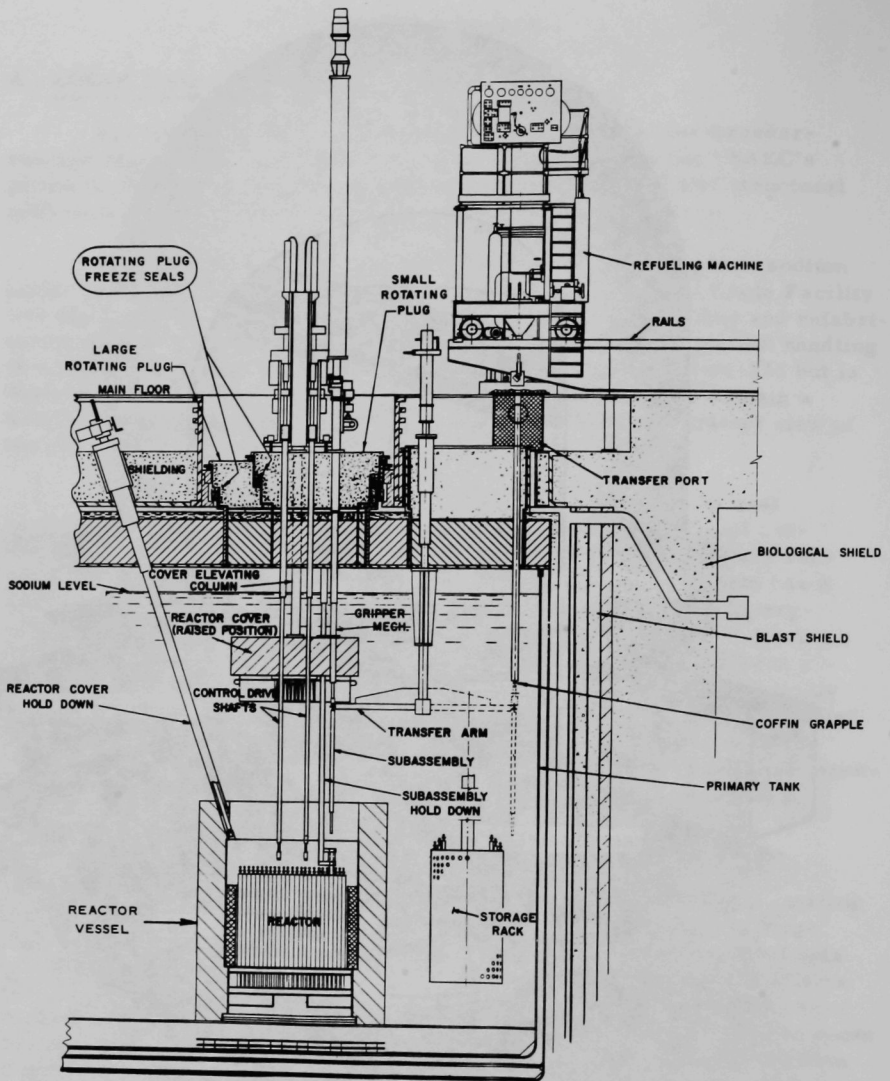 ROTATING PLUG
FREEZE SEALS
SMALL
ROTATING
PLUG
REFUELING MACHINE
RAILS
LARGE
ROTATING PLUG
MAIN FLOOR
SHIELDING
TRANSFER PORT
BIOLOGICAL SHIELD
COVER ELEVATING
COLUMN
SODIUM LEVEL
GRIPPER
MECH.
REACTOR COVER
(RAISED POSITION)
BLAST SHIELD
REACTOR COVER
HOLD DOWN
CONTROL DRIVE
SHAFTS
COFFIN GRAPPLE
TRANSFER ARM
SUBASSEMBLY
PRIMARY TANK
SUBASSEMBLY
HOLD DOWN
REACTOR
VESSEL
REACTOR
STORAGE
RACK